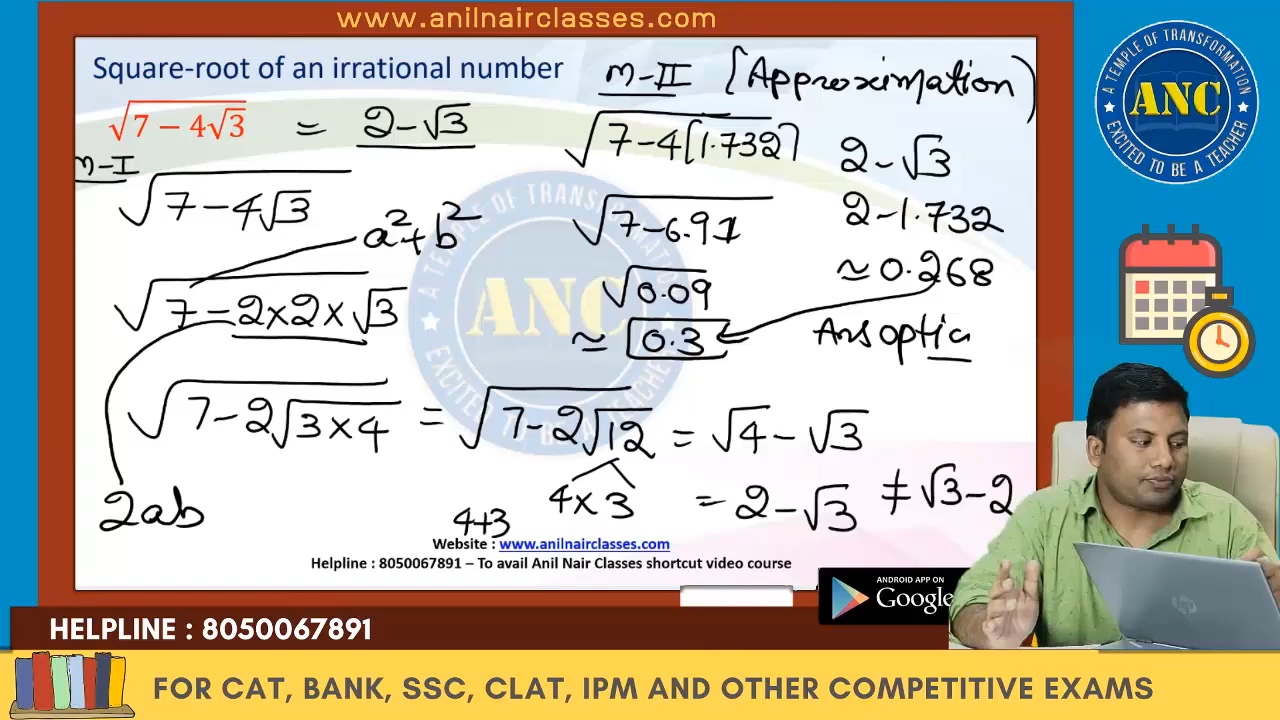 www.anilnairclasses.com
Square-root of an irrational number
√(7 − 4√3) = 2 − √3
M-I
√(7 − 4√3)
a² + b²
√(7 − 2×2×√3)
2ab
√(7 − 2√(3×4)) = √(7 − 2√12) = √4 − √3
4×3
4+3
= 2 − √3 ≠ √3 − 2
M-II (Approximation)
√(7 − 4(1.732))
√(7 − 6.91)
√0.09
≈ 0.3
2 − √3
2 − 1.732
≈ 0.268
Ans optic
Website : www.anilnairclasses.com
Helpline : 8050067891 – To avail Anil Nair Classes shortcut video course
A TEMPLE OF TRANSFORMATION
ANC
EXCITED TO BE A TEACHER
ANDROID APP ON
Google
HELPLINE : 8050067891
FOR CAT, BANK, SSC, CLAT, IPM AND OTHER COMPETITIVE EXAMS